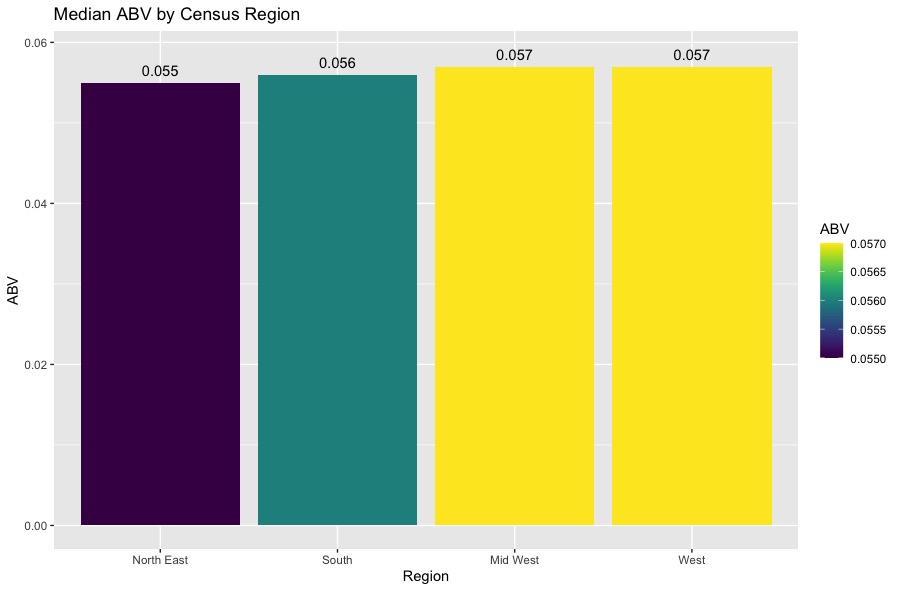 Median ABV by Census Region
0.06
0.04
0.02
0.00
ABV
0.055
0.056
0.057
0.057
North East
South
Mid West
West
Region
ABV
0.0570
0.0565
0.0560
0.0555
0.0550